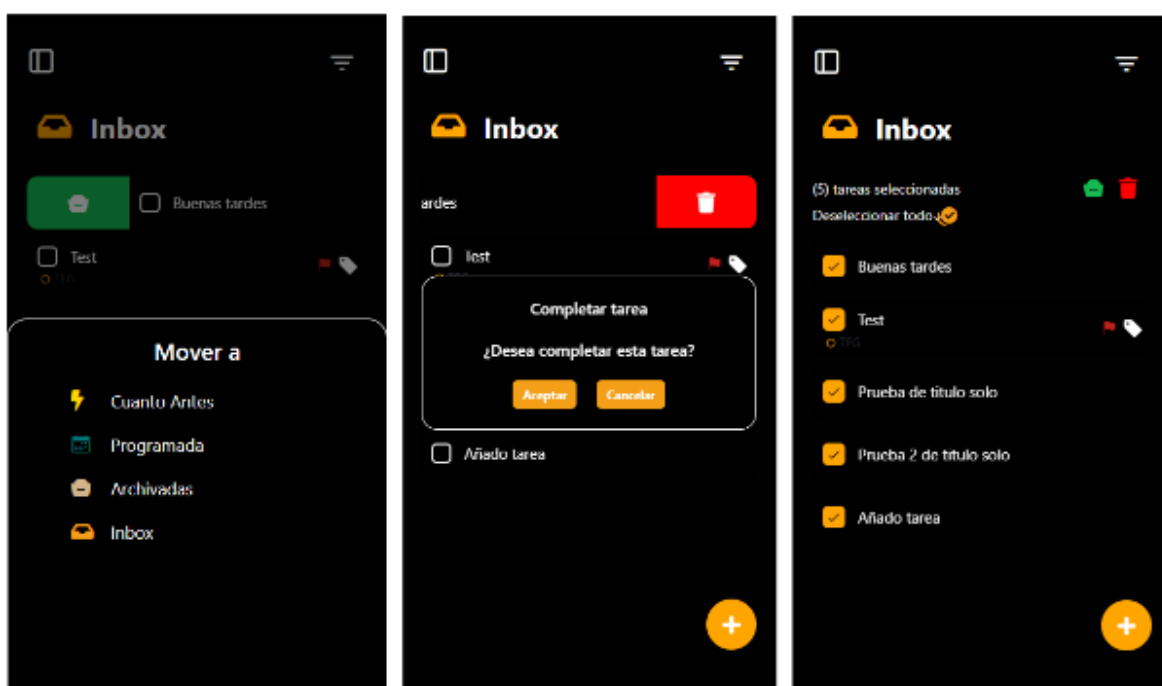 Inbox
Buenas tardes
Test
TFG
Mover a
Cuanto Antes
Programada
Archivadas
Inbox
Inbox
ardes
Test
Completar tarea
¿Desea completar esta tarea?
Aceptar Cancelar
Añado tarea
Inbox
(5) tareas seleccionadas
Deseleccionar todo
Buenas tardes
Test
TFG
Prueba de titulo solo
Prueba 2 de titulo solo
Añado tarea